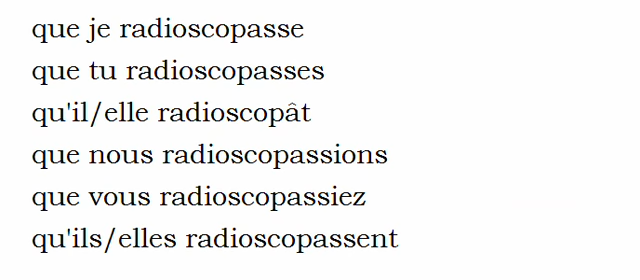 que je radioscopasse
que tu radioscopasses
qu'il/elle radioscopât
que nous radioscopassions
que vous radioscopassiez
qu'ils/elles radioscopassent